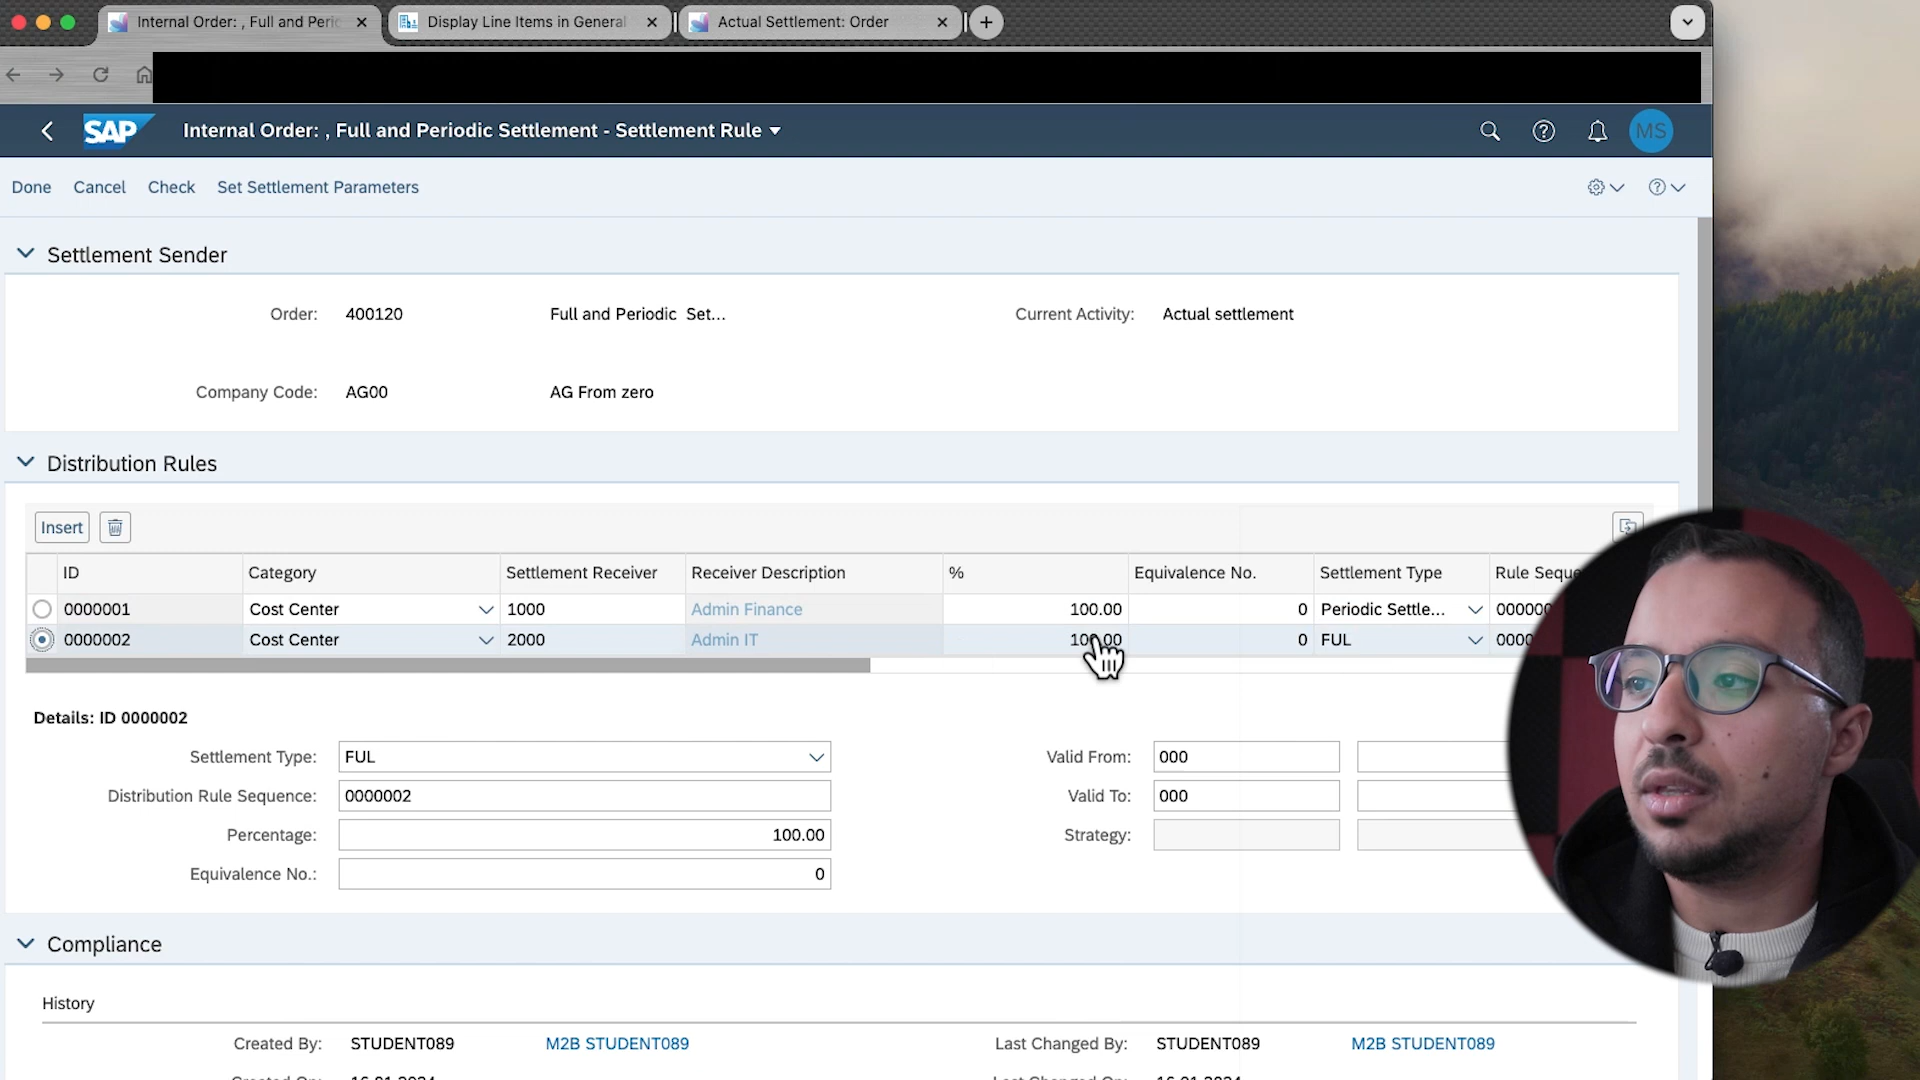 Internal Order: , Full and Peri
Display Line Items in General
Actual Settlement: Order
SAP
Internal Order: , Full and Periodic Settlement - Settlement Rule
MS
Done
Cancel
Check
Set Settlement Parameters
Settlement Sender
Order:
400120
Full and Periodic Set...
Current Activity:
Actual settlement
Company Code:
AG00
AG From zero
Distribution Rules
Insert
ID
Category
Settlement Receiver
Receiver Description
%
Equivalence No.
Settlement Type
Rule Seque
0000001
Cost Center
1000
Admin Finance
100.00
0
Periodic Settle...
00000
0000002
Cost Center
2000
Admin IT
100.00
0
FUL
0000
Details: ID 0000002
Settlement Type:
FUL
Valid From:
000
Distribution Rule Sequence:
0000002
Valid To:
000
Percentage:
100.00
Strategy:
Equivalence No.:
0
Compliance
History
Created By:
STUDENT089
M2B STUDENT089
Last Changed By:
STUDENT089
M2B STUDENT089